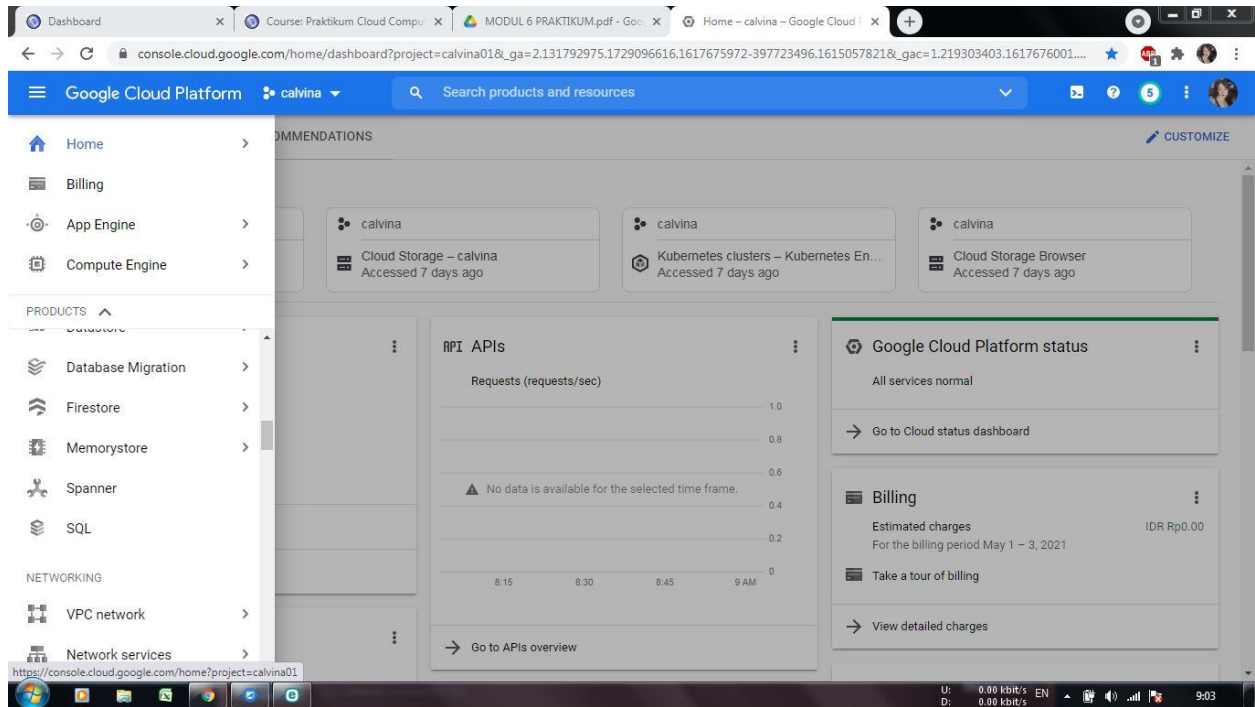 Dashboard
Course: Praktikum Cloud Compu
MODUL 6 PRAKTIKUM.pdf - Goo
Home – calvina – Google Cloud
console.cloud.google.com/home/dashboard?project=calvina01&_ga=2.131792975.1729096616.1617675972-397723496.1615057821&_gac=1.219303403.1617676001....
ABP
1
Google Cloud Platform
calvina
Search products and resources
5
Home
OMMENDATIONS
CUSTOMIZE
Billing
App Engine
Compute Engine
PRODUCTS
calvina
Cloud Storage – calvina
Accessed 7 days ago
calvina
Kubernetes clusters – Kubernetes En...
Accessed 7 days ago
calvina
Cloud Storage Browser
Accessed 7 days ago
Datastore
Database Migration
Firestore
Memorystore
Spanner
SQL
NETWORKING
VPC network
Network services
https://console.cloud.google.com/home?project=calvina01
API APIs
Requests (requests/sec)
1.0
0.8
0.6
No data is available for the selected time frame.
0.4
0.2
0
8:15 8:30 8:45 9 AM
Go to APIs overview
Google Cloud Platform status
All services normal
Go to Cloud status dashboard
Billing
Estimated charges IDR Rp0.00
For the billing period May 1 – 3, 2021
Take a tour of billing
View detailed charges
U: 0.00 kbit/s
D: 0.00 kbit/s
EN
9:03